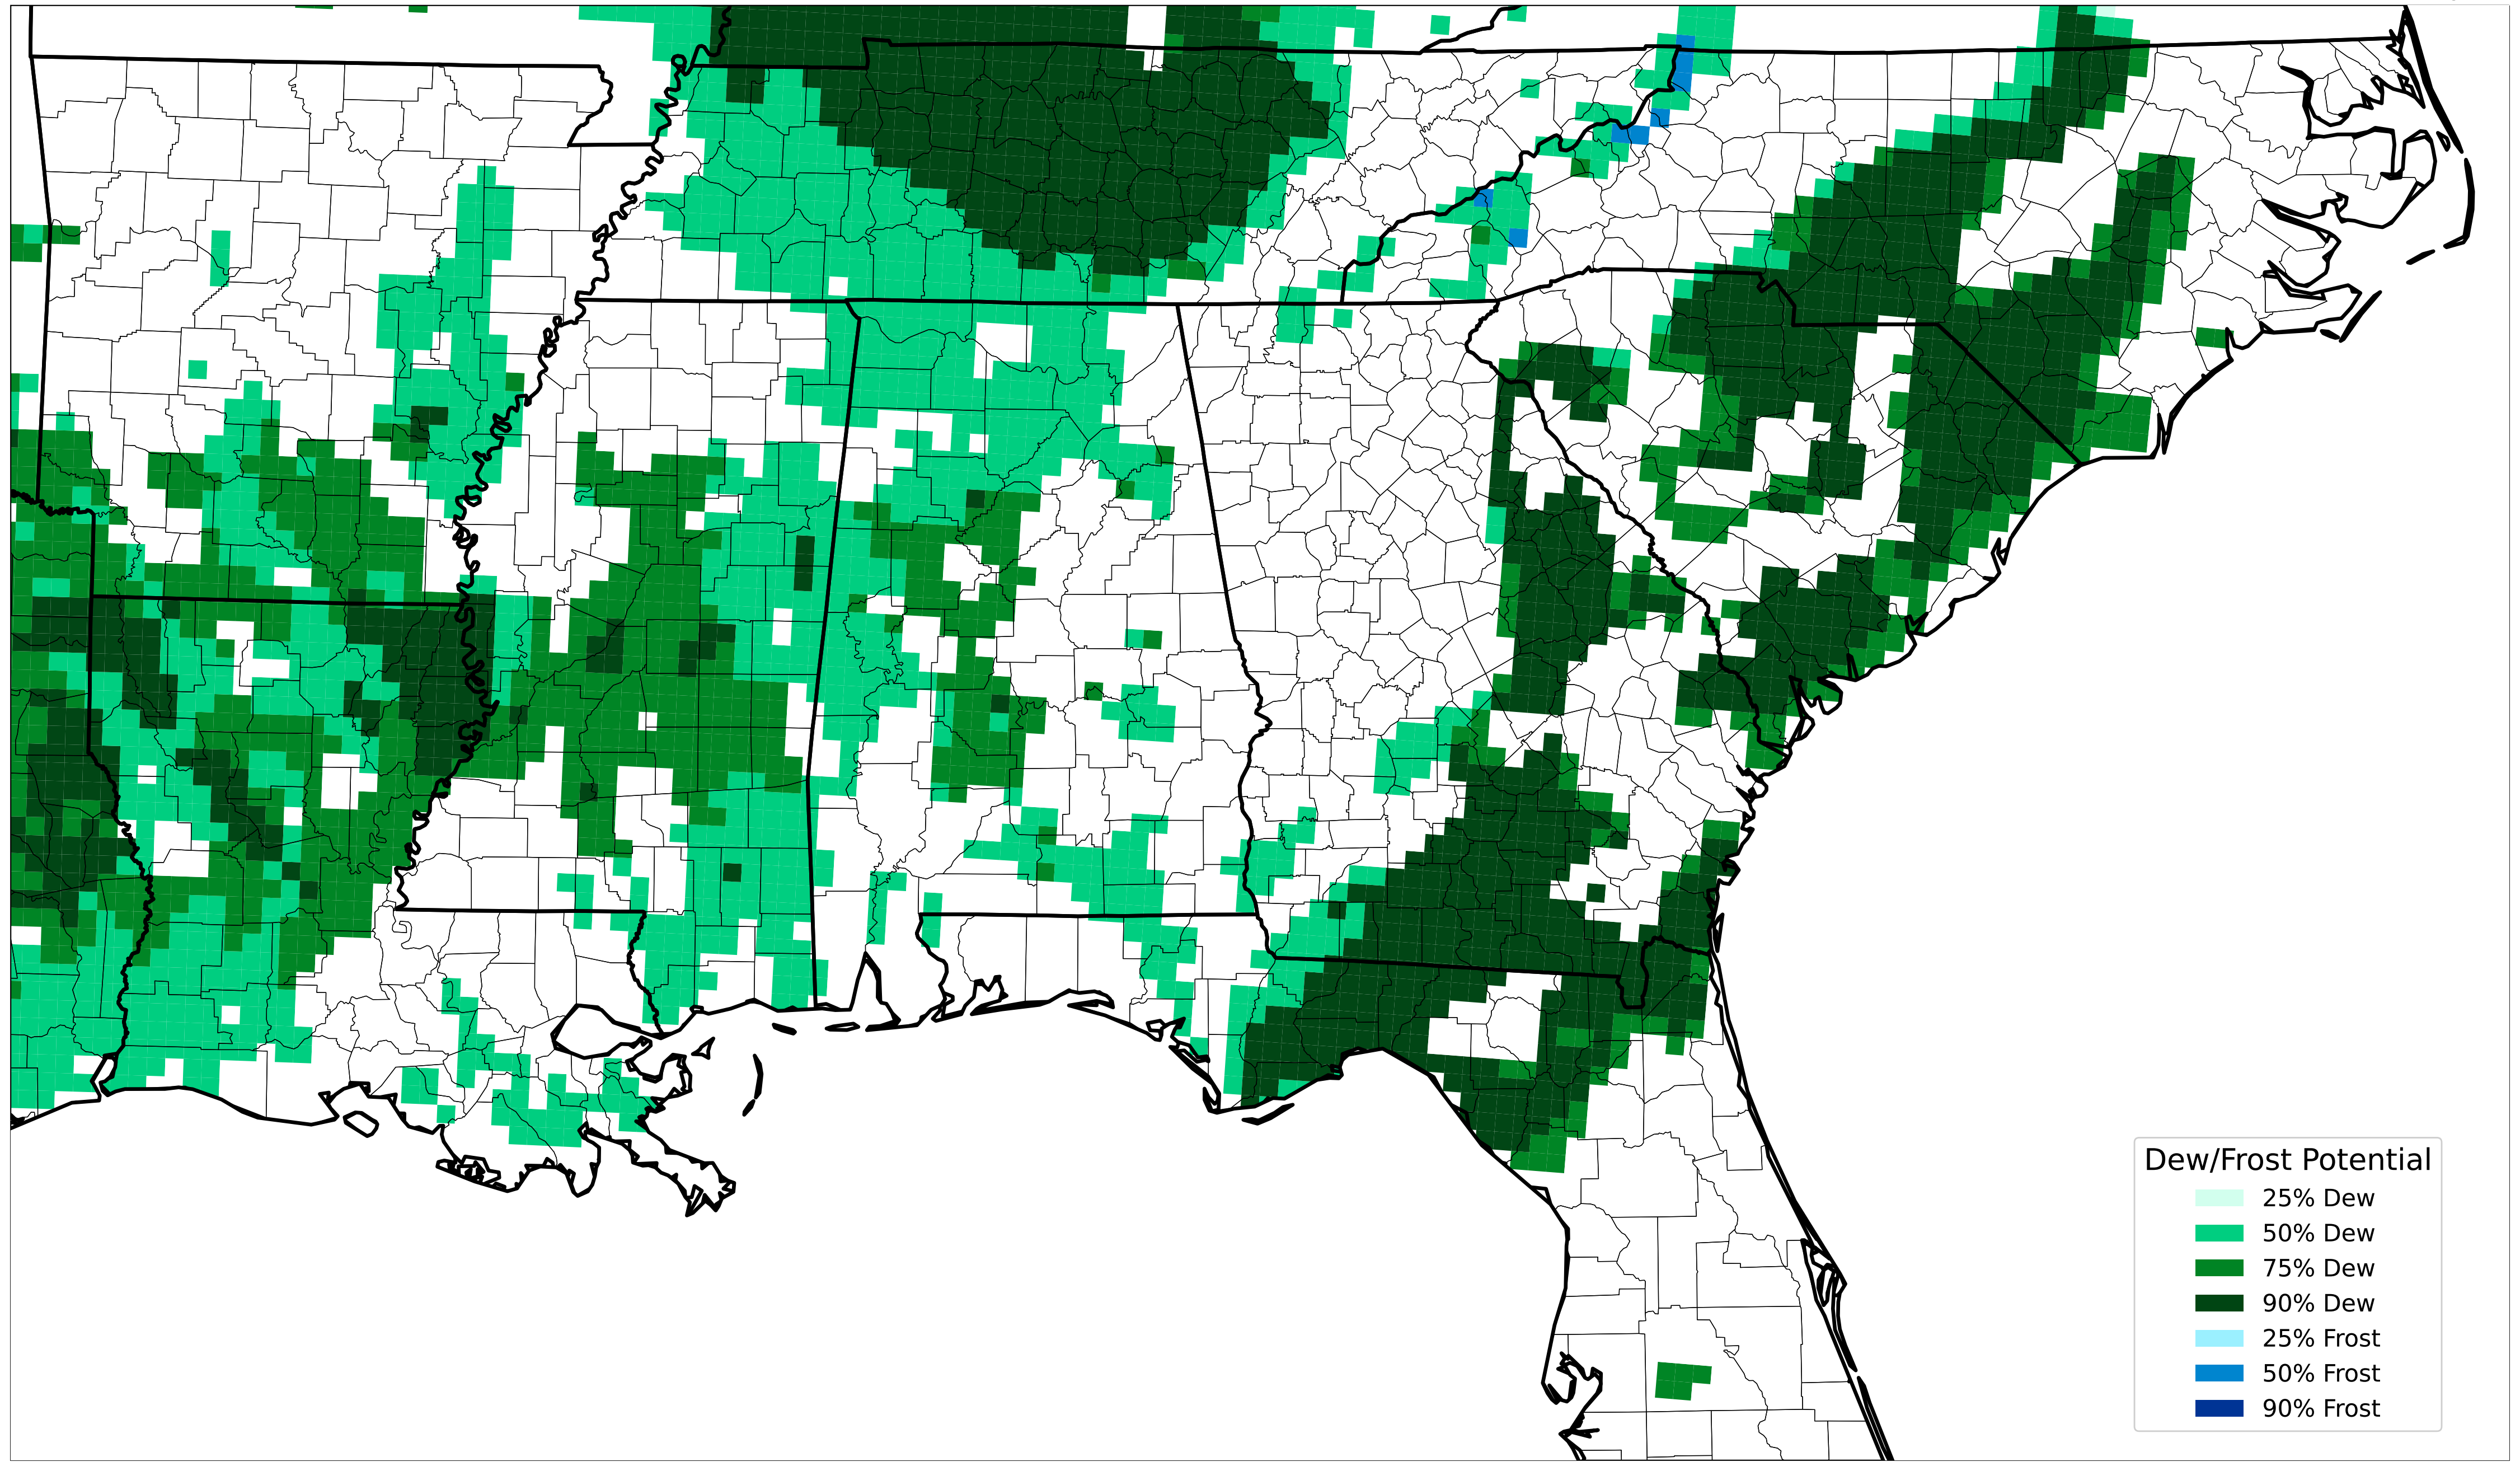 Dew/Frost Potential
25% Dew
50% Dew
75% Dew
90% Dew
25% Frost
50% Frost
90% Frost